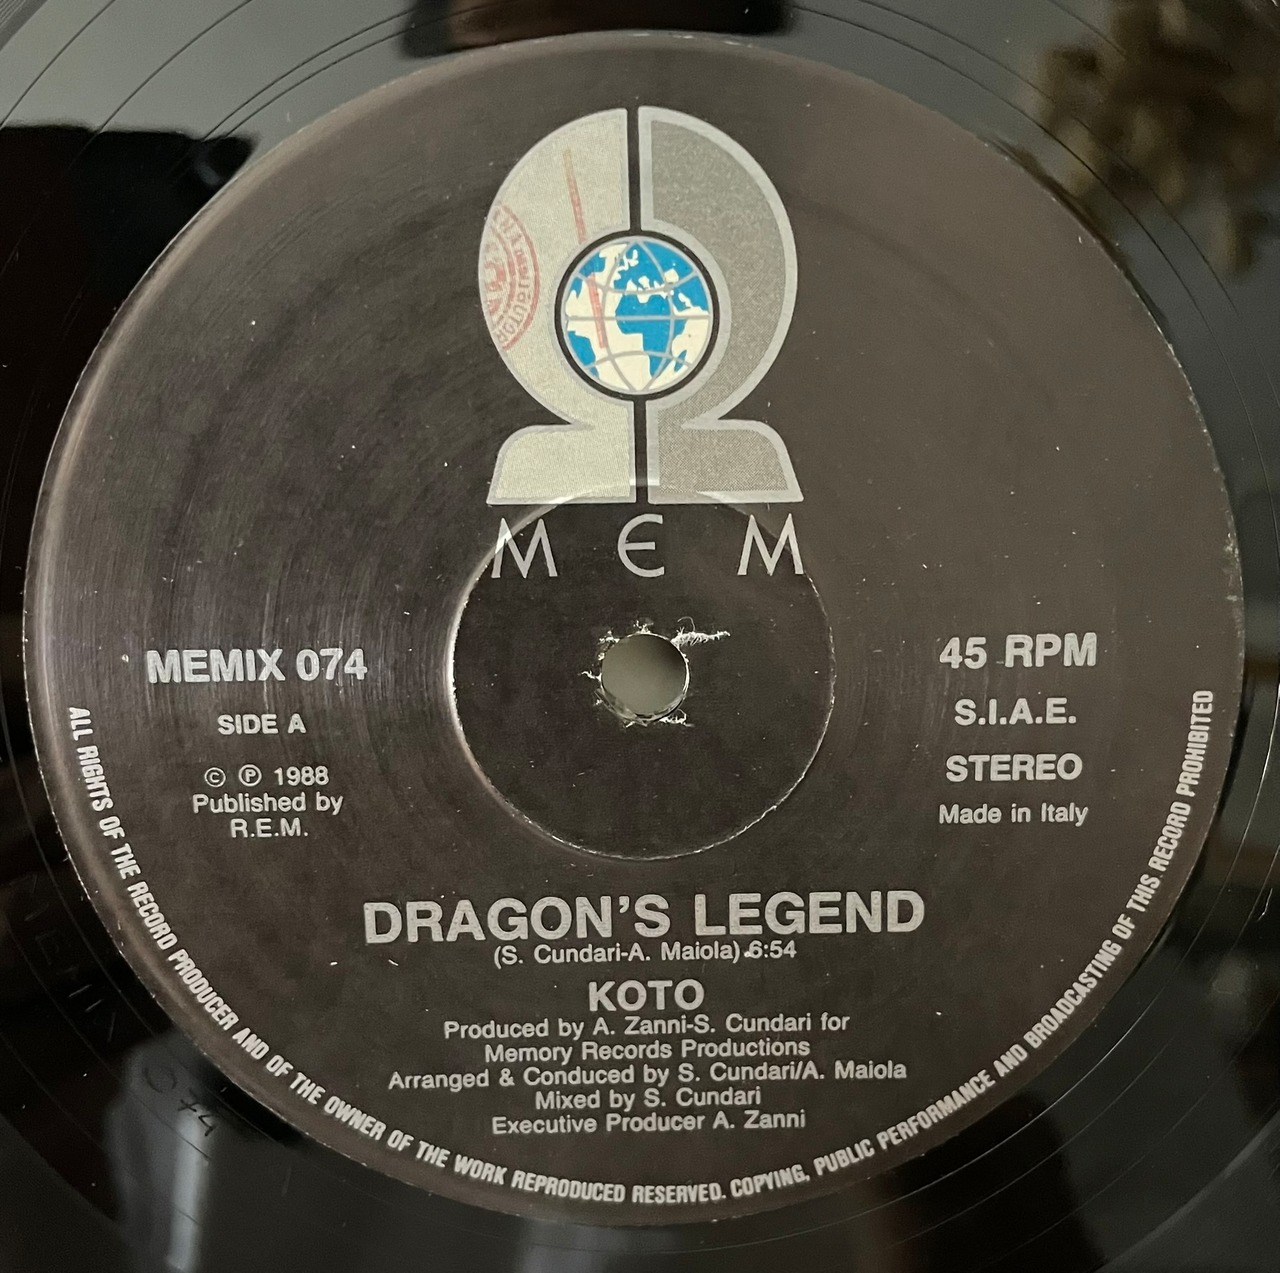 M E M
MEMIX 074
SIDE A
© ℗ 1988
Published by
R.E.M.
45 RPM
S.I.A.E.
STEREO
Made in Italy
DRAGON'S LEGEND
(S. Cundari-A. Maiola) 6:54
KOTO
Produced by A. Zanni-S. Cundari for
Memory Records Productions
Arranged & Conduced by S. Cundari/A. Maiola
Mixed by S. Cundari
Executive Producer A. Zanni
ALL RIGHTS OF THE RECORD PRODUCER AND OF THE OWNER OF THE WORK REPRODUCED RESERVED. COPYING, PUBLIC PERFORMANCE AND BROADCASTING OF THIS RECORD PROHIBITED
074